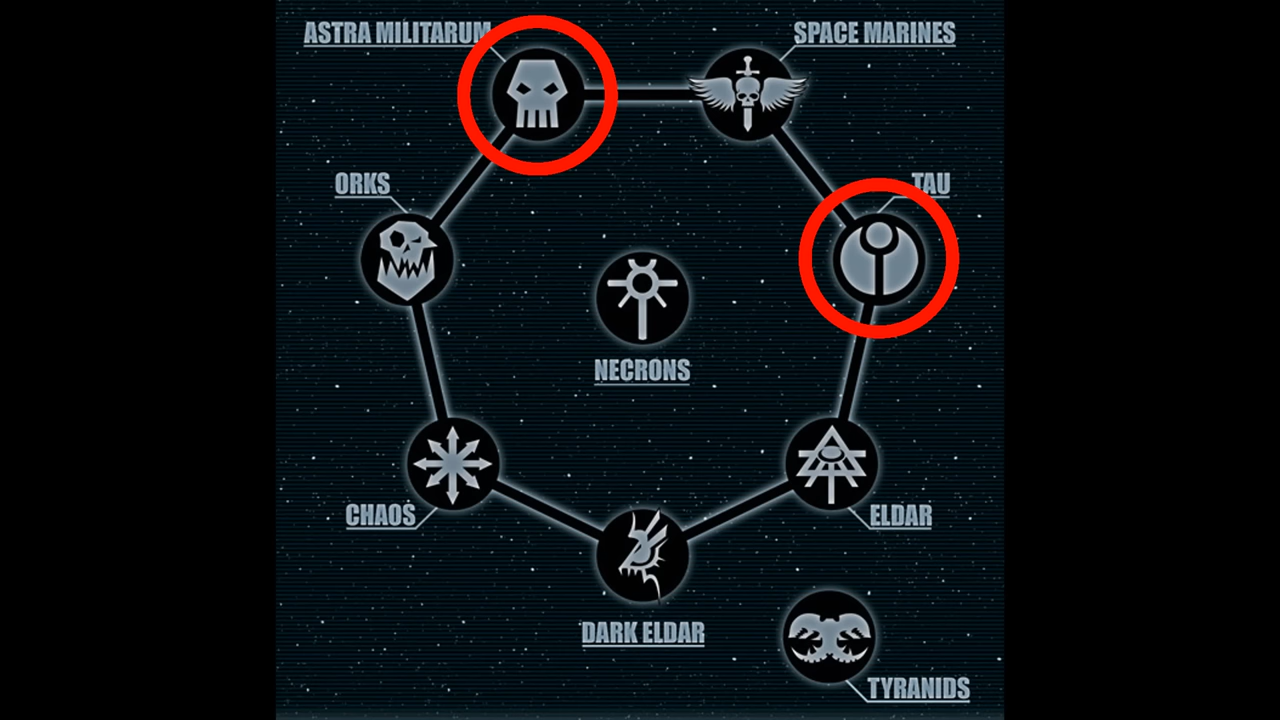 ASTRA MILITARUM
SPACE MARINES
ORKS
TAU
NECRONS
CHAOS
ELDAR
DARK ELDAR
TYRANIDS